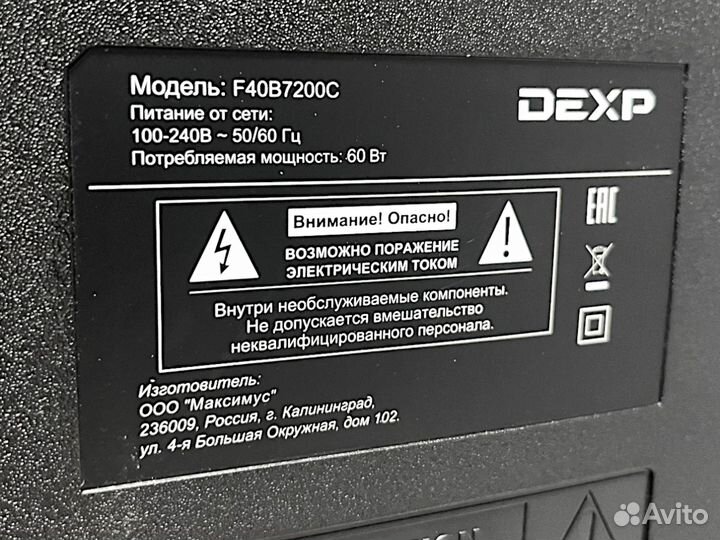 Модель: F40B7200C
DEXP
Питание от сети:
100-240В ~ 50/60 Гц
Потребляемая мощность: 60 Вт
Внимание! Опасно!
ВОЗМОЖНО ПОРАЖЕНИЕ
ЭЛЕКТРИЧЕСКИМ ТОКОМ
Внутри необслуживаемые компоненты.
Не допускается вмешательство
неквалифицированного персонала.
EAC
Изготовитель:
ООО "Максимус"
236009, Россия, г. Калининград,
ул. 4-я Большая Окружная, дом 102.
Avito